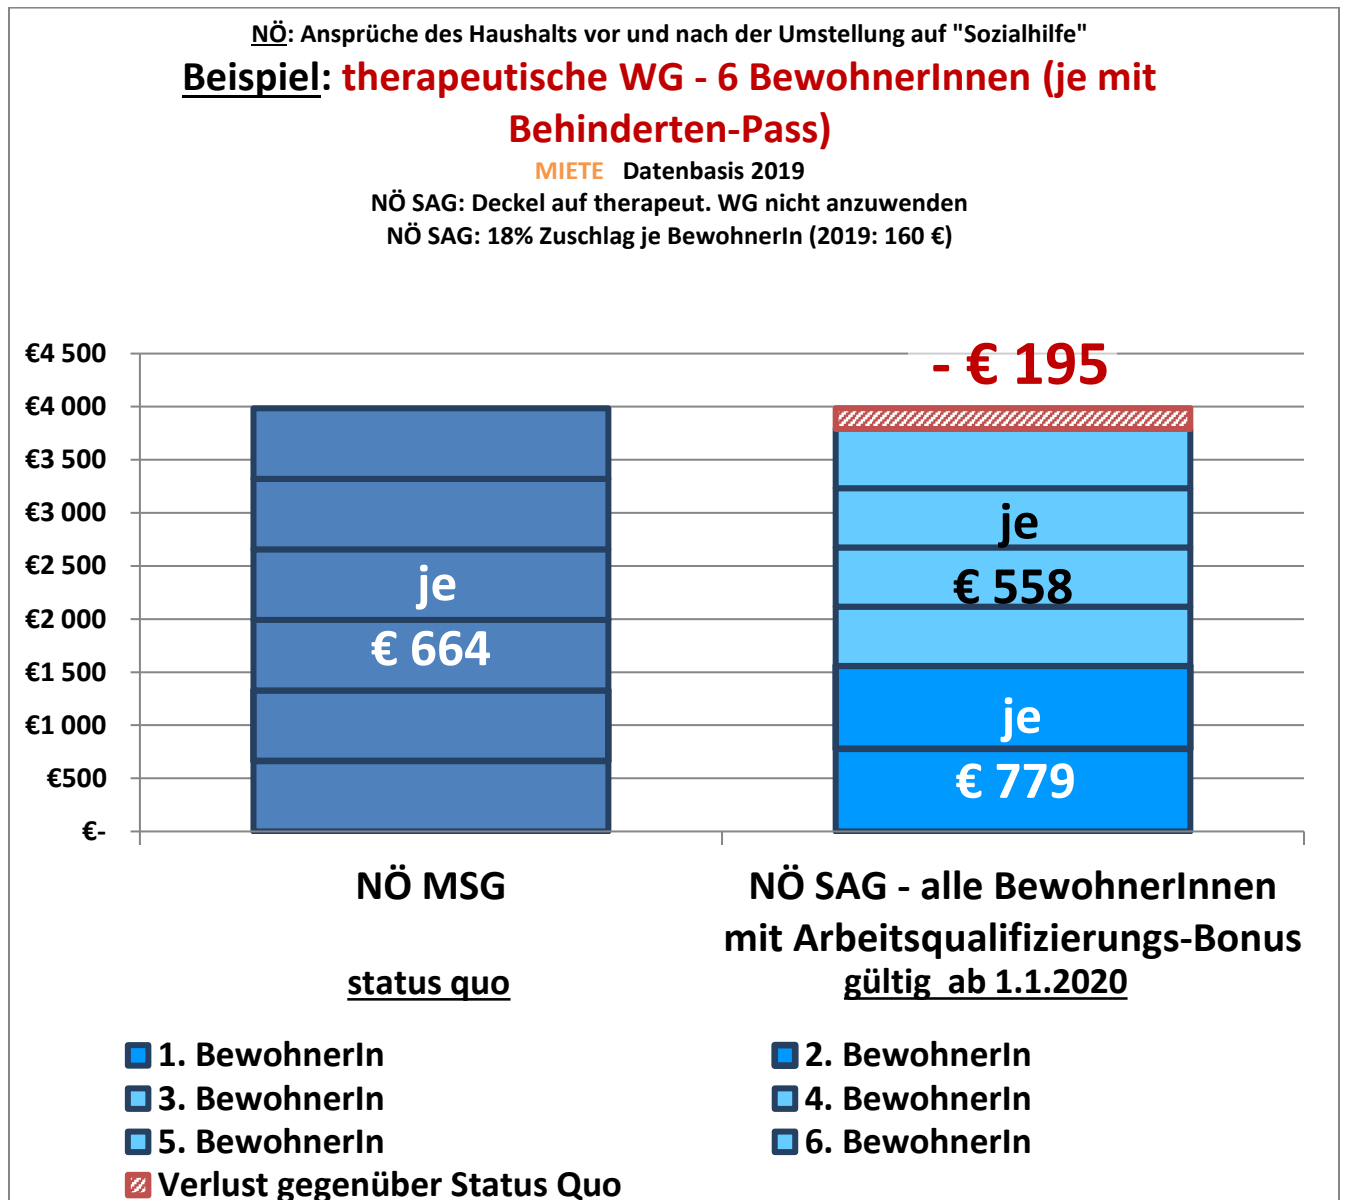 NÖ: Ansprüche des Haushalts vor und nach der Umstellung auf "Sozialhilfe"
Beispiel: therapeutische WG - 6 BewohnerInnen (je mit
Behinderten-Pass)
MIETE Datenbasis 2019
NÖ SAG: Deckel auf therapeut. WG nicht anzuwenden
NÖ SAG: 18% Zuschlag je BewohnerIn (2019: 160 €)
€4 500
€4 000
€3 500
€3 000
€2 500
€2 000
€1 500
€1 000
€500
€-
je
€ 664
- € 195
je
€ 558
je
€ 779
NÖ MSG
status quo
NÖ SAG - alle BewohnerInnen
mit Arbeitsqualifizierungs-Bonus
gültig ab 1.1.2020
1. BewohnerIn
2. BewohnerIn
3. BewohnerIn
4. BewohnerIn
5. BewohnerIn
6. BewohnerIn
Verlust gegenüber Status Quo